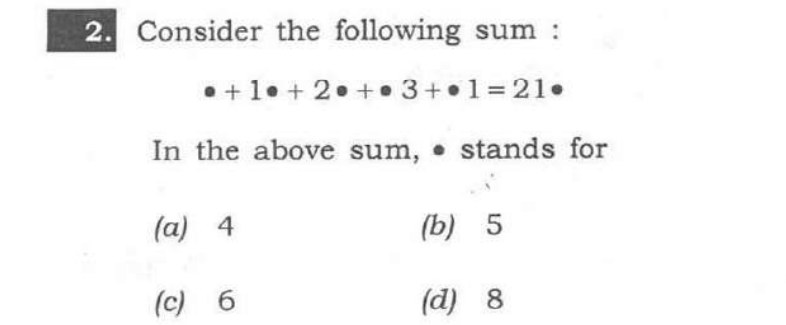 2. Consider the following sum :
• + 1• + 2• + •3 + •1 = 21•
In the above sum, • stands for
(a) 4 (b) 5
(c) 6 (d) 8